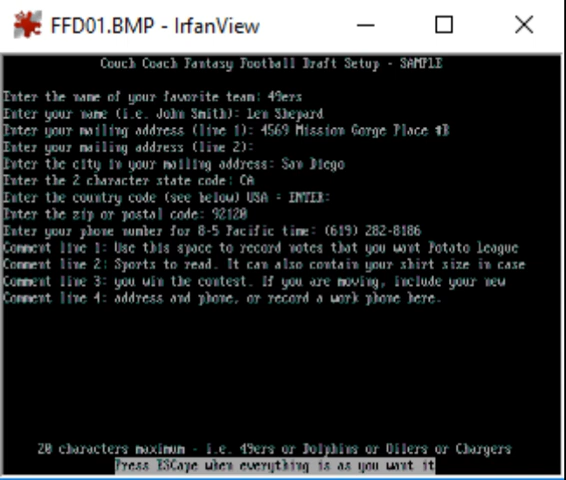 FFD01.BMP - IrfanView
Couch Coach Fantasy Football Draft Setup - SAMPLE
Enter the name of your favorite team: 49ers
Enter your name (i.e. John Smith): Len Shepard
Enter your mailing address (line 1): 4569 Mission Gorge Place #B
Enter your mailing address (line 2):
Enter the city in your mailing address: San Diego
Enter the 2 character state code: CA
Enter the country code (see below) USA = ENTER:
Enter the zip or postal code: 92120
Enter your phone number for 8-5 Pacific time: (619) 282-8186
Comment line 1: Use this space to record notes that you want Potato league
Comment line 2: Sports to read. It can also contain your shirt size in case
Comment line 3: you win the contest. If you are moving, include your new
Comment line 4: address and phone, or record a work phone here.
20 characters maximum - i.e. 49ers or Dolphins or Oilers or Chargers
Press ESCape when everything is as you want it